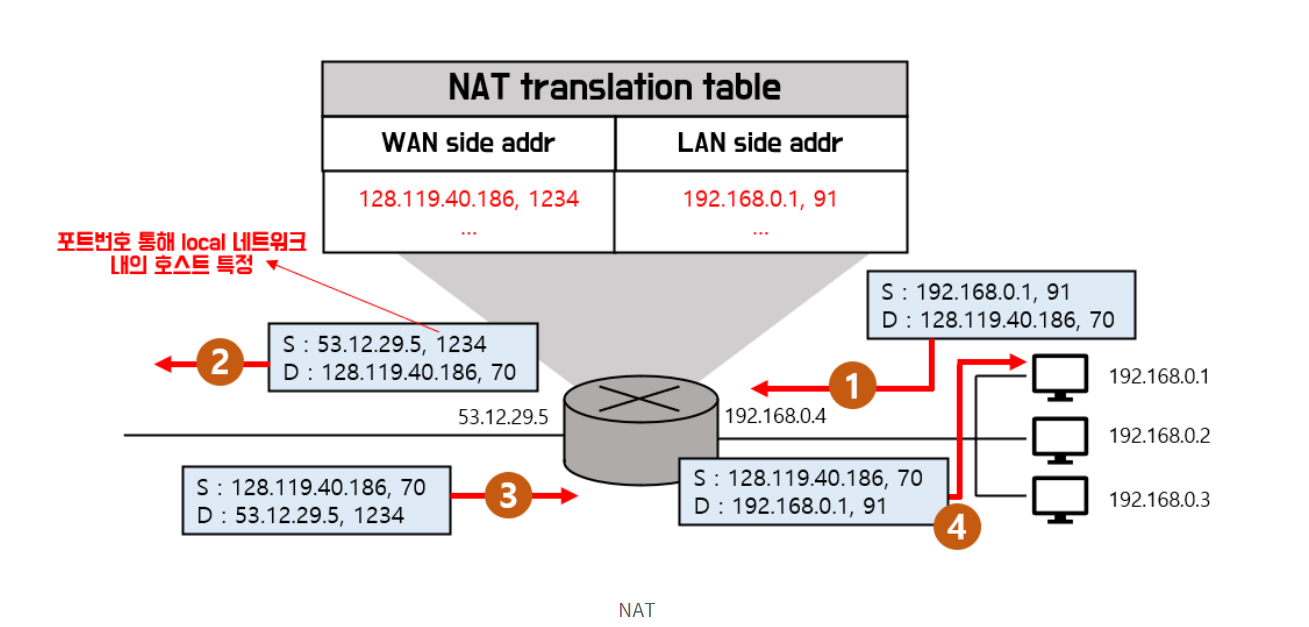 NAT translation table
WAN side addr
LAN side addr
128.119.40.186, 1234
192.168.0.1, 91
...
...
포트번호 통해 local 네트워크
내의 호스트 특정
S : 192.168.0.1, 91
D : 128.119.40.186, 70
S : 53.12.29.5, 1234
D : 128.119.40.186, 70
2
1
192.168.0.1
53.12.29.5
192.168.0.4
192.168.0.2
S : 128.119.40.186, 70
D : 53.12.29.5, 1234
3
S : 128.119.40.186, 70
D : 192.168.0.1, 91
4
192.168.0.3
NAT